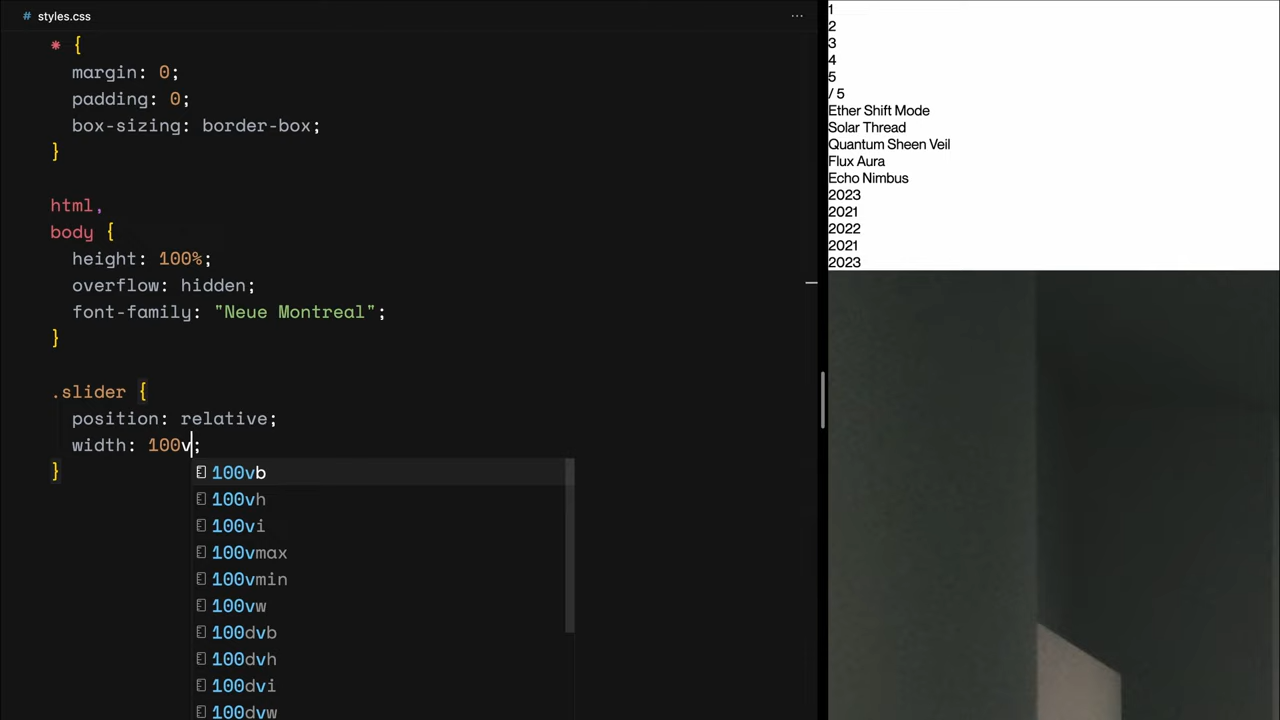 # styles.css ...
* {
margin: 0;
padding: 0;
box-sizing: border-box;
}
html,
body {
height: 100%;
overflow: hidden;
font-family: "Neue Montreal";
}
.slider {
position: relative;
width: 100v;
}
100vb
100vh
100vi
100vmax
100vmin
100vw
100dvb
100dvh
100dvi
100dvw
1
2
3
4
5
/ 5
Ether Shift Mode
Solar Thread
Quantum Sheen Veil
Flux Aura
Echo Nimbus
2023
2021
2022
2021
2023